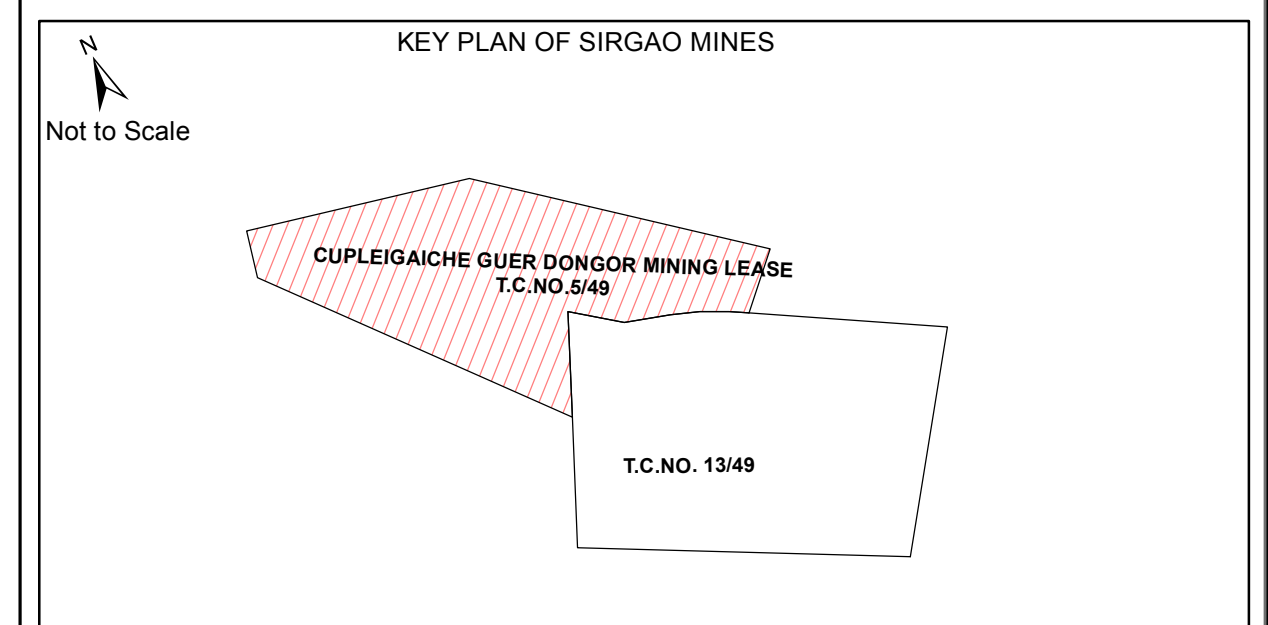 KEY PLAN OF SIRGAO MINES
N
Not to Scale
CUPLEIGAICHE GUER DONGOR MINING LEASE
T.C.NO.5/49
T.C.NO. 13/49